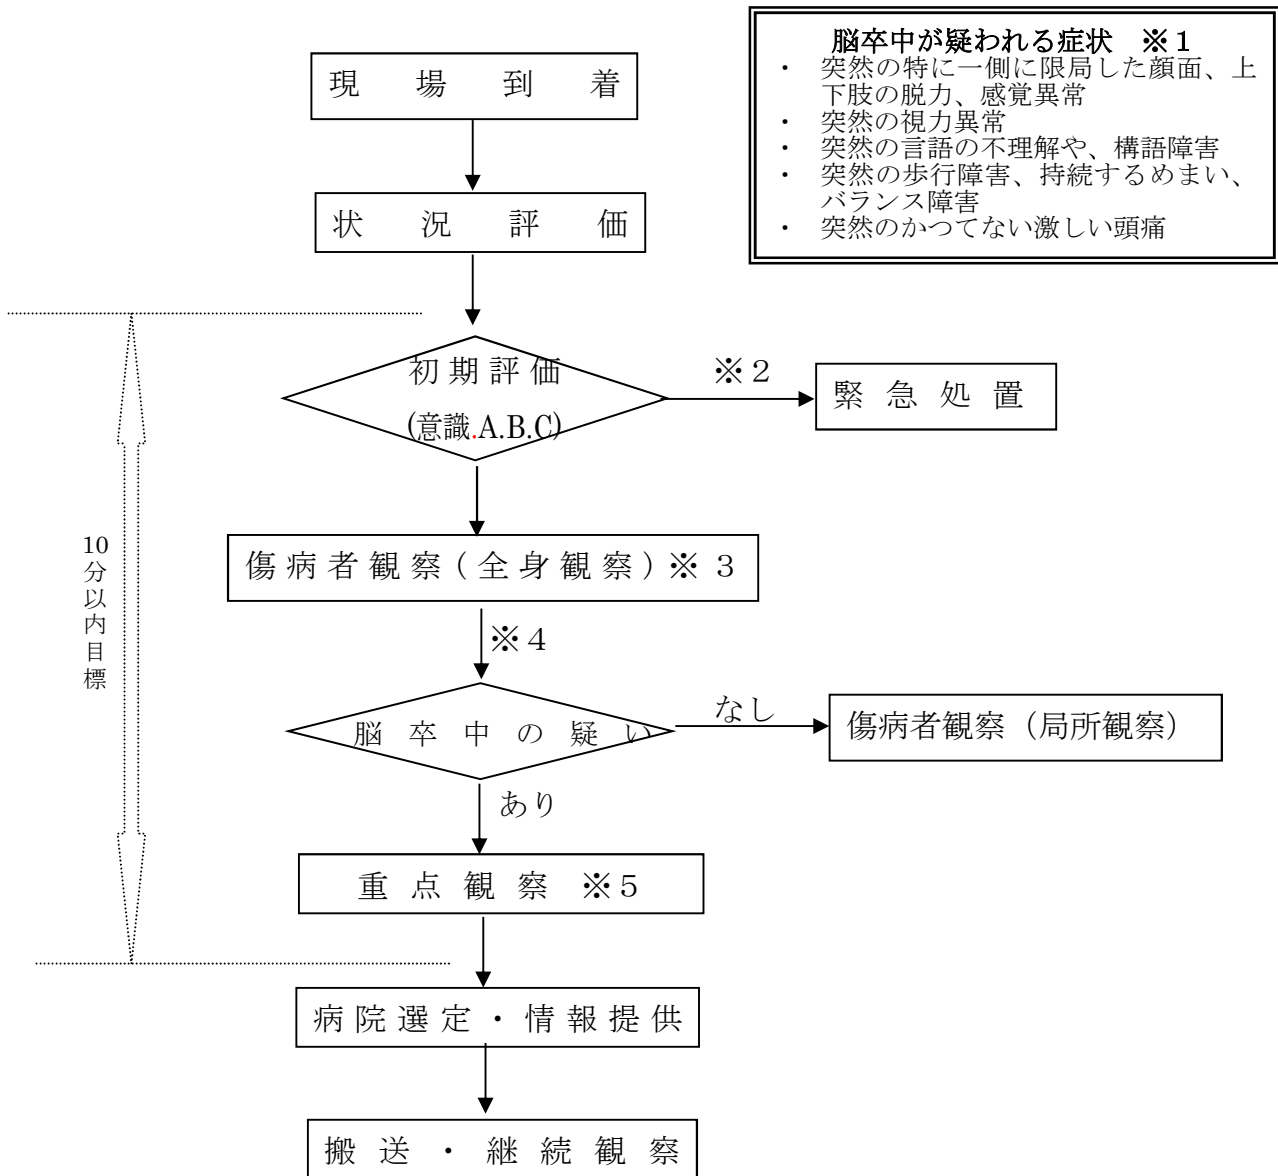 現場到着
状況評価
脳卒中が疑われる症状 ※1
・ 突然の特に一側に限局した顔面、上
下肢の脱力、感覚異常
・ 突然の視力異常
・ 突然の言語の不理解や、構語障害
・ 突然の歩行障害、持続するめまい、
バランス障害
・ 突然のかつてない激しい頭痛
初期評価
(意識.A.B.C)
※2
緊急処置
10分以内目標
傷病者観察(全身観察)※3
※4
脳卒中の疑い
なし
傷病者観察(局所観察)
あり
重点観察 ※5
病院選定・情報提供
搬送・継続観察